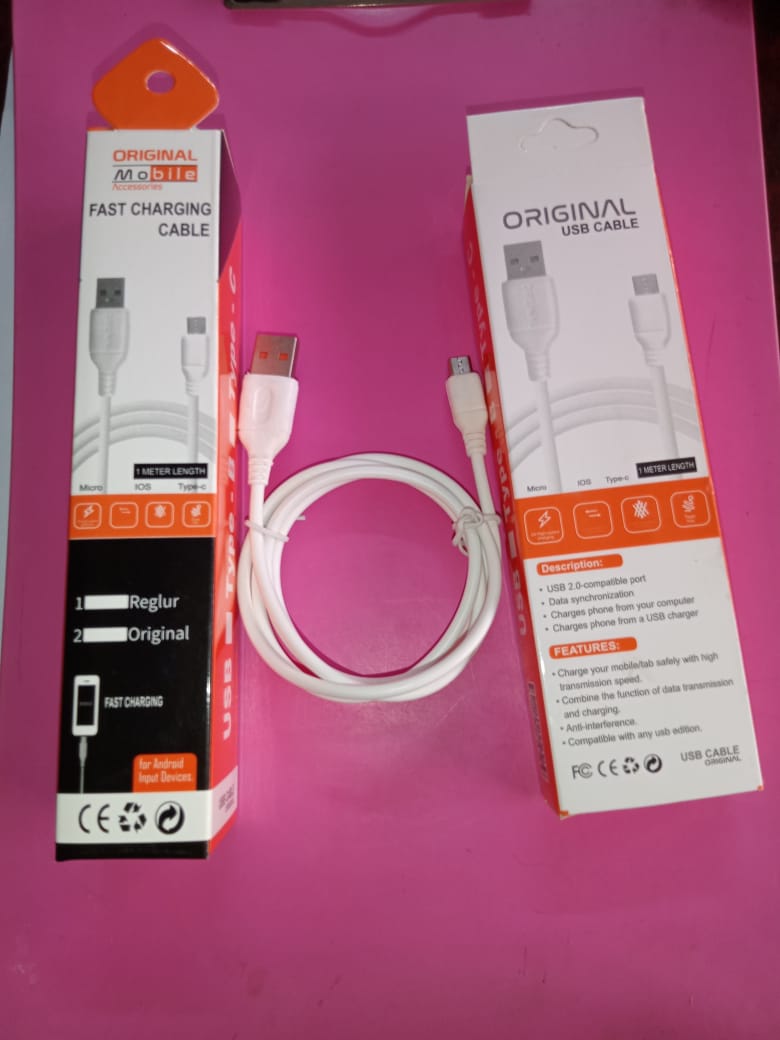 ORIGINAL
Mobile
Accessories
FAST CHARGING
CABLE
1 METER LENGTH
Micro IOS Type-c
1 Reglur
2 Original
FAST CHARGING
for Android
Input Devices.
CE
USB Type - B Type - C
ORIGINAL
USB CABLE
1 METER LENGTH
Micro IOS Type-c
Description:
• USB 2.0-compatible port
• Data synchronization
• Charges phone from your computer
• Charges phone from a USB charger
FEATURES:
• Charge your mobile/tab safely with high
transmission speed.
• Combine the function of data transmission
and charging.
• Anti-interference.
• Compatible with any usb edition.
FC CE
USB CABLE
ORIGINAL
USB Type - B Type - C